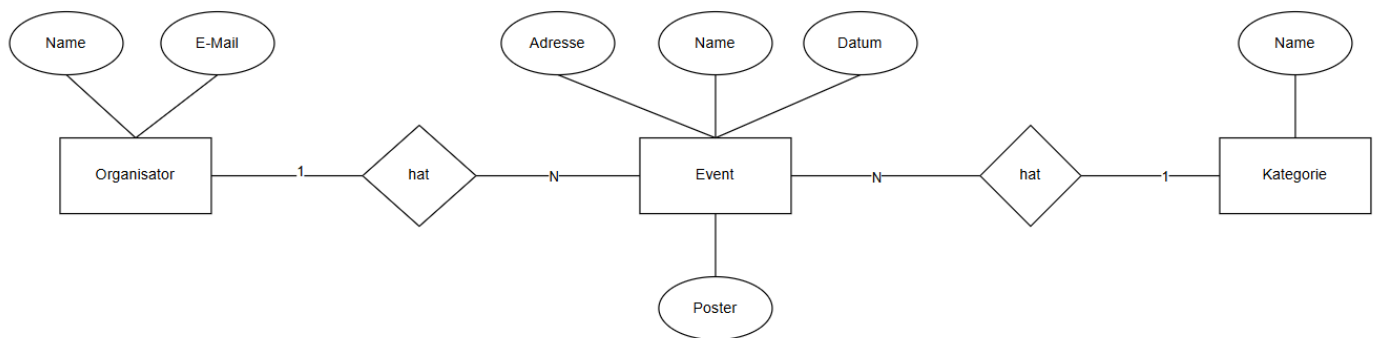 Name
E-Mail
Adresse
Name
Datum
Name
Organisator
1
hat
N
Event
N
hat
1
Kategorie
Poster